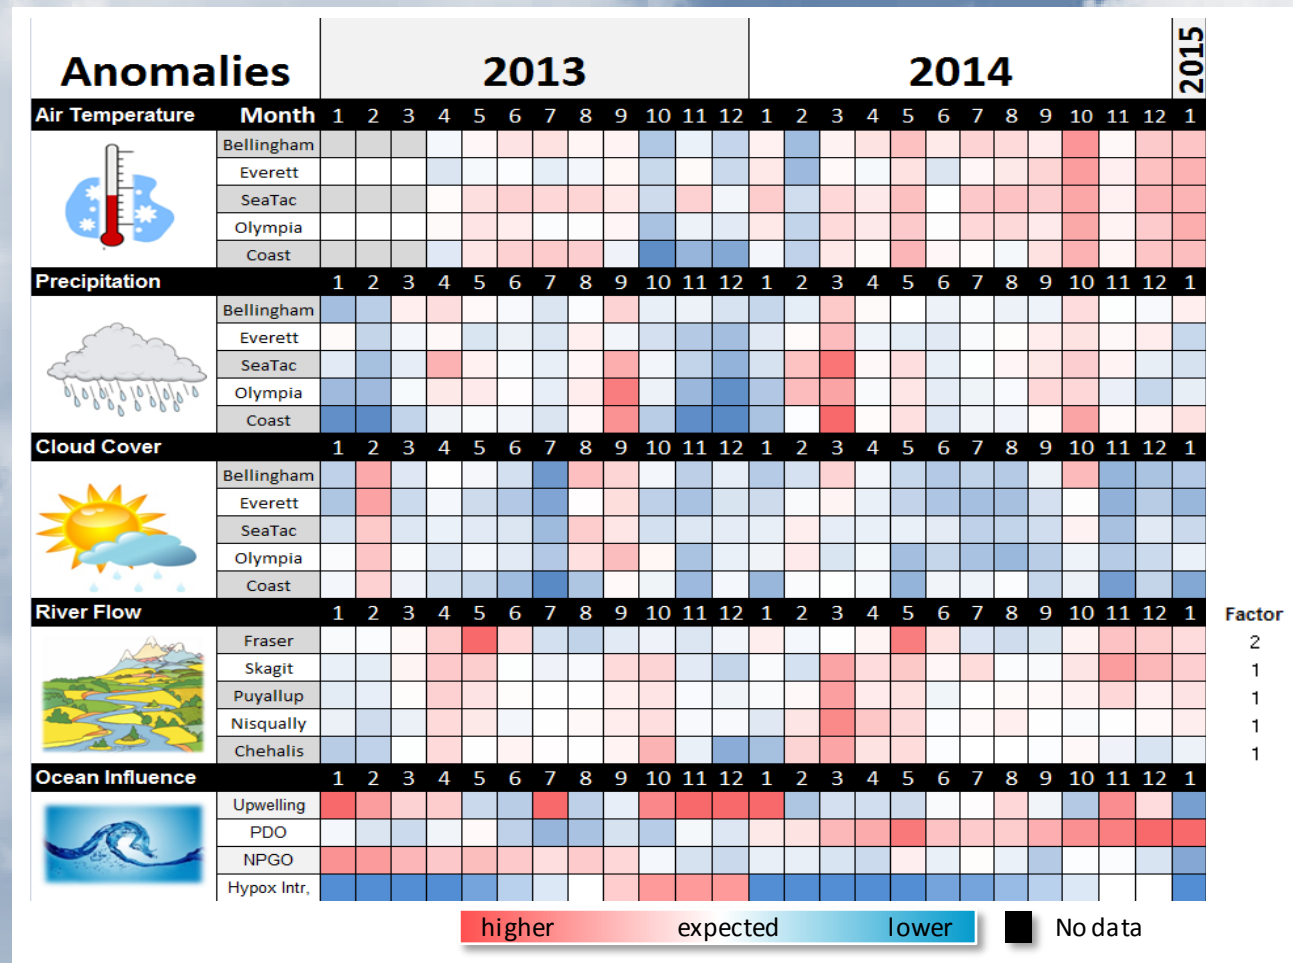 Anomalies 2013 2014 2015
Air Temperature Month 1 2 3 4 5 6 7 8 9 10 11 12 1 2 3 4 5 6 7 8 9 10 11 12 1
Bellingham
Everett
SeaTac
Olympia
Coast
Precipitation 1 2 3 4 5 6 7 8 9 10 11 12 1 2 3 4 5 6 7 8 9 10 11 12 1
Bellingham
Everett
SeaTac
Olympia
Coast
Cloud Cover 1 2 3 4 5 6 7 8 9 10 11 12 1 2 3 4 5 6 7 8 9 10 11 12 1
Bellingham
Everett
SeaTac
Olympia
Coast
River Flow 1 2 3 4 5 6 7 8 9 10 11 12 1 2 3 4 5 6 7 8 9 10 11 12 1 Factor
Fraser 2
Skagit 1
Puyallup 1
Nisqually 1
Chehalis 1
Ocean Influence 1 2 3 4 5 6 7 8 9 10 11 12 1 2 3 4 5 6 7 8 9 10 11 12 1
Upwelling
PDO
NPGO
Hypox Intr,
higher expected lower No data